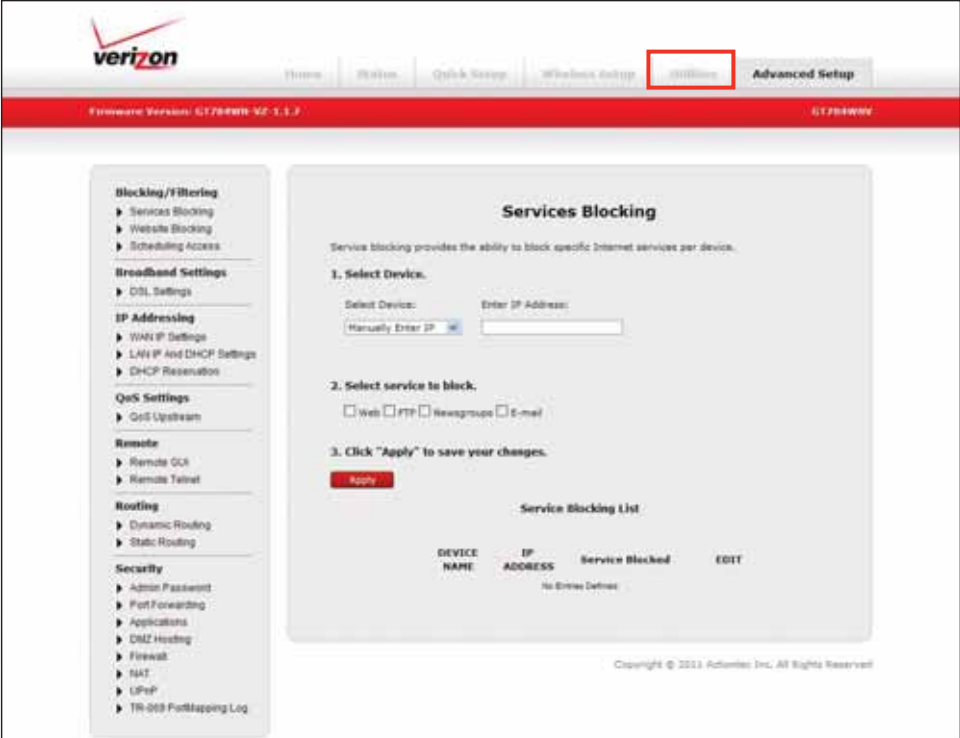 verizon
Home Status Quick Setup Wireless Setup Utilities Advanced Setup
Firmware Version: GT784WN-VZ-1.1.7 GT784WNV
Blocking/Filtering
Services Blocking
Website Blocking
Scheduling Access
Broadband Settings
DSL Settings
IP Addressing
WAN IP Settings
LAN IP And DHCP Settings
DHCP Reservation
QoS Settings
QoS Upstream
Remote
Remote GUI
Remote Telnet
Routing
Dynamic Routing
Static Routing
Security
Admin Password
Port Forwarding
Applications
DMZ Hosting
Firewall
NAT
UPnP
TR-069 PortMapping Log
Services Blocking
Service blocking provides the ability to block specific Internet services per device.
1. Select Device.
Select Device: Enter IP Address:
Manually Enter IP
2. Select service to block.
Web FTP Newsgroups E-mail
3. Click "Apply" to save your changes.
Apply
Service Blocking List
DEVICE NAME IP ADDRESS Service Blocked EDIT
No Entries Defined
Copyright © 2011 Actiontec Inc. All Rights Reserved